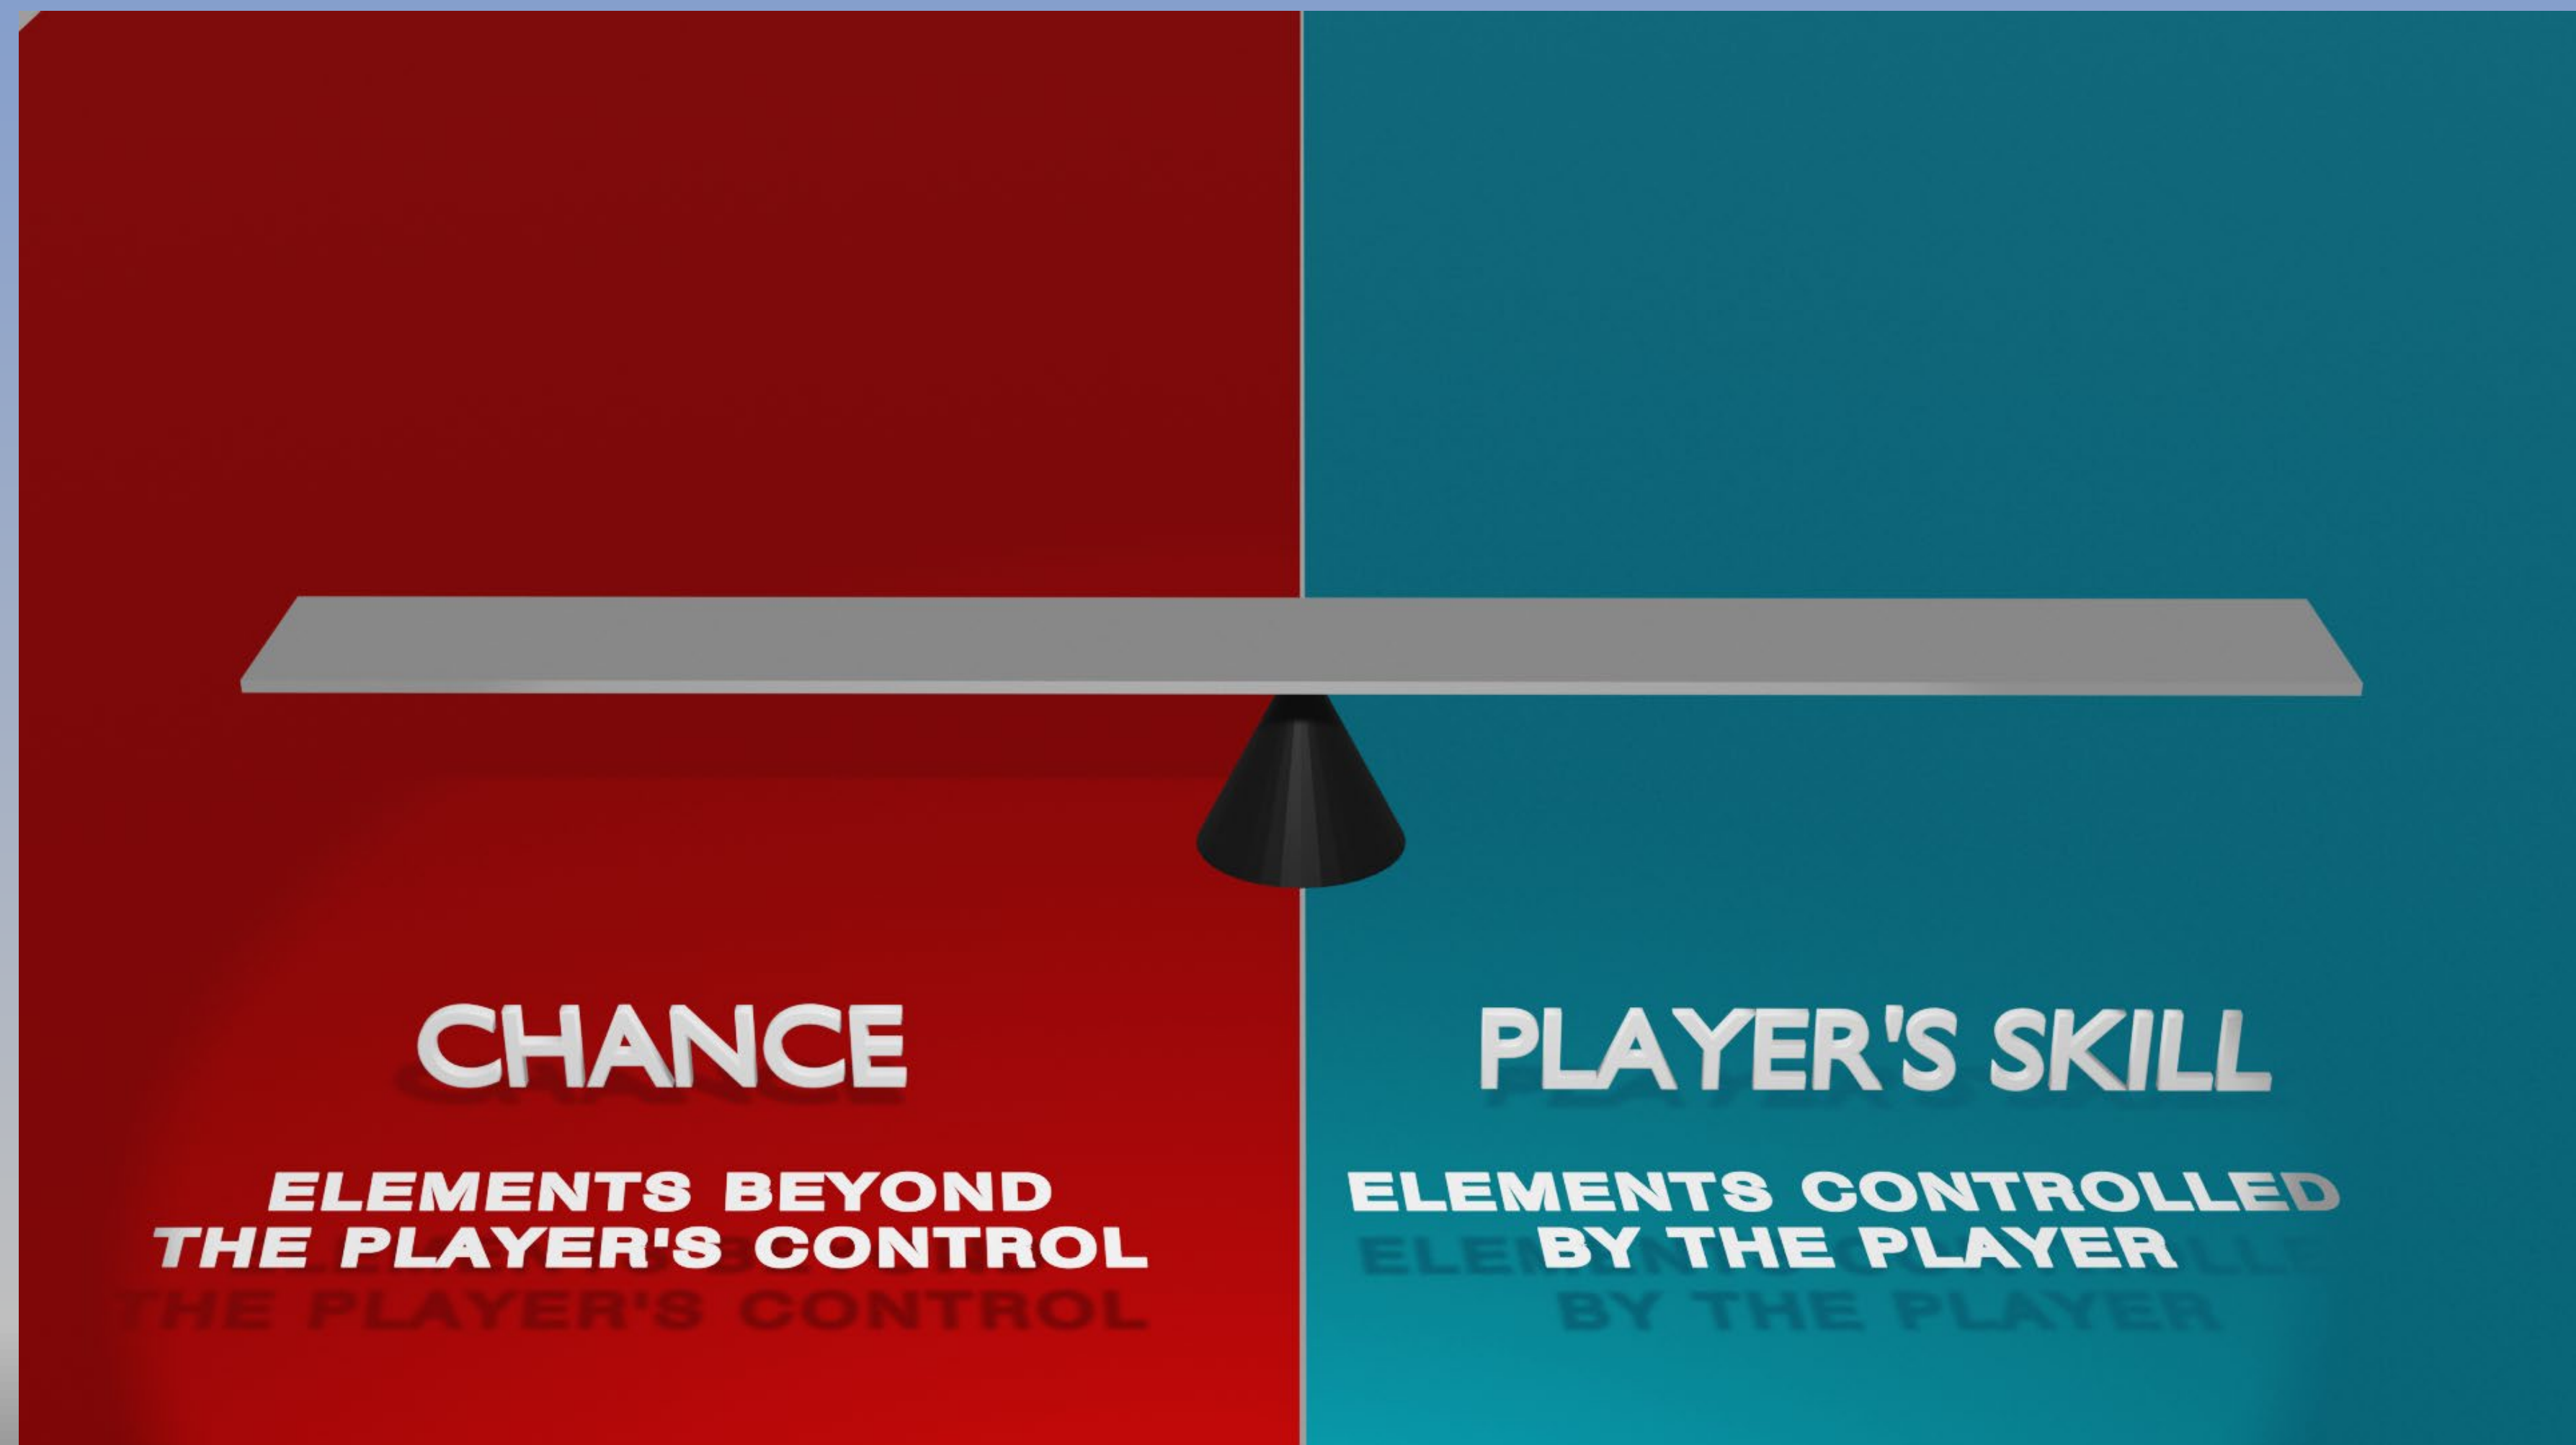 CHANCE
ELEMENTS BEYOND
THE PLAYER'S CONTROL
PLAYER'S SKILL
ELEMENTS CONTROLLED
BY THE PLAYER